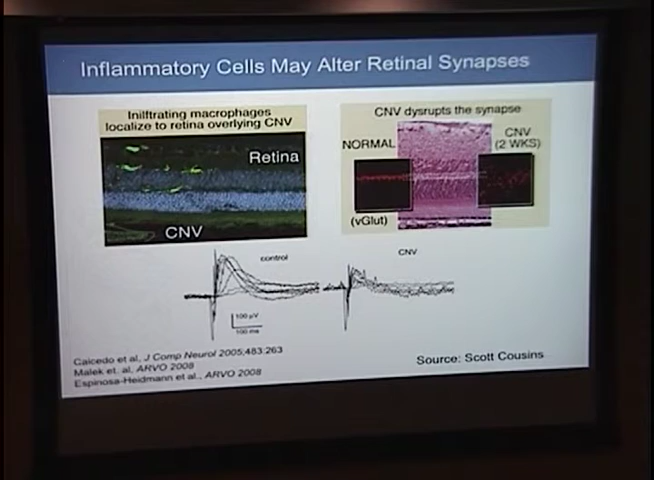 Inflammatory Cells May Alter Retinal Synapses
Inilftrating macrophages
localize to retina overlying CNV
Retina
CNV
CNV dysrupts the synapse
NORMAL
CNV
(2 WKS)
(vGlut)
control
CNV
100 µV
100 ms
Caicedo et al, J Comp Neurol 2005;483:263
Malek et. al, ARVO 2008
Espinosa-Heidmann et al., ARVO 2008
Source: Scott Cousins